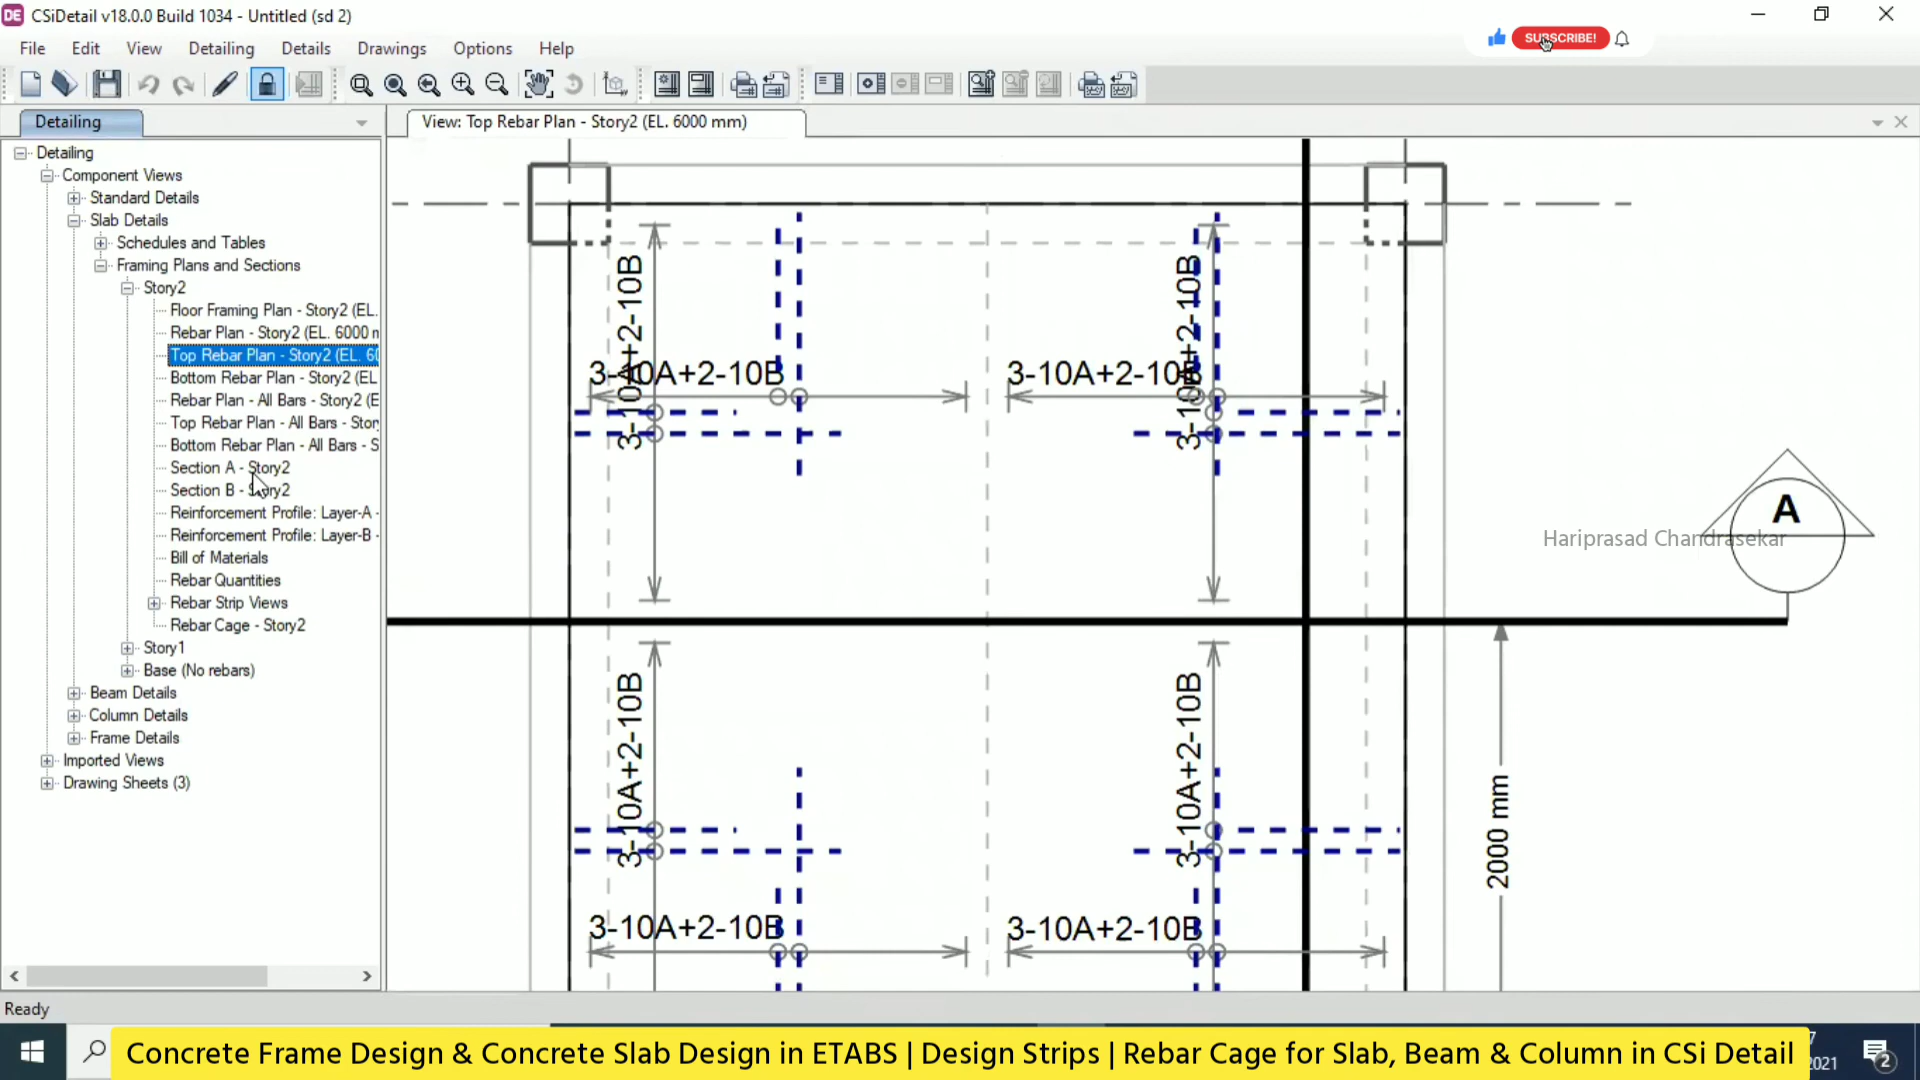 DE CSiDetail v18.0.0 Build 1034 - Untitled (sd 2)
File Edit View Detailing Details Drawings Options Help
SUBSCRIBE!
Detailing
View: Top Rebar Plan - Story2 (EL. 6000 mm)
Detailing
Component Views
Standard Details
Slab Details
Schedules and Tables
Framing Plans and Sections
Story2
Floor Framing Plan - Story2 (EL.
Rebar Plan - Story2 (EL. 6000 m
Top Rebar Plan - Story2 (EL. 60
Bottom Rebar Plan - Story2 (EL
Rebar Plan - All Bars - Story2 (E
Top Rebar Plan - All Bars - Story
Bottom Rebar Plan - All Bars - S
Section A - Story2
Section B - Story2
Reinforcement Profile: Layer-A -
Reinforcement Profile: Layer-B -
Bill of Materials
Rebar Quantities
Rebar Strip Views
Rebar Cage - Story2
Story1
Base (No rebars)
Beam Details
Column Details
Frame Details
Imported Views
Drawing Sheets (3)
3-10A+2-10B
3-10A+2-10B
3-10A+2-10B
3-10A+2-10B
A
Hariprasad Chandrasekar
3-10A+2-10B
3-10A+2-10B
2000 mm
3-10A+2-10B
3-10A+2-10B
Ready
Concrete Frame Design & Concrete Slab Design in ETABS | Design Strips | Rebar Cage for Slab, Beam & Column in CSi Detail
7
2021
2